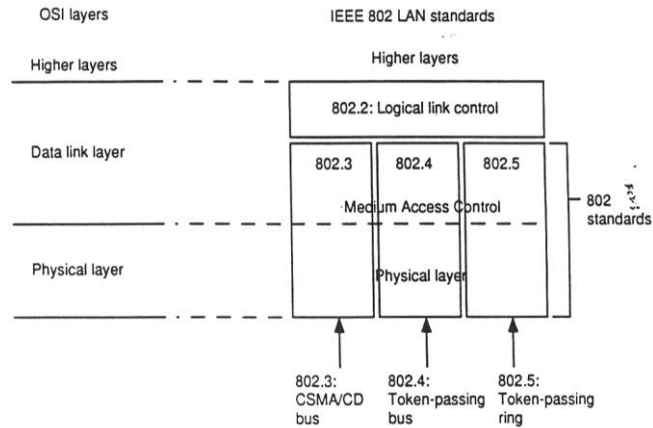 OSI layers
IEEE 802 LAN standards
Higher layers
Higher layers
802.2: Logical link control
Data link layer
802.3
802.4
802.5
Medium Access Control
802
standards
Physical layer
Physical layer
802.3:
CSMA/CD
bus
802.4:
Token-passing
bus
802.5:
Token-passing
ring